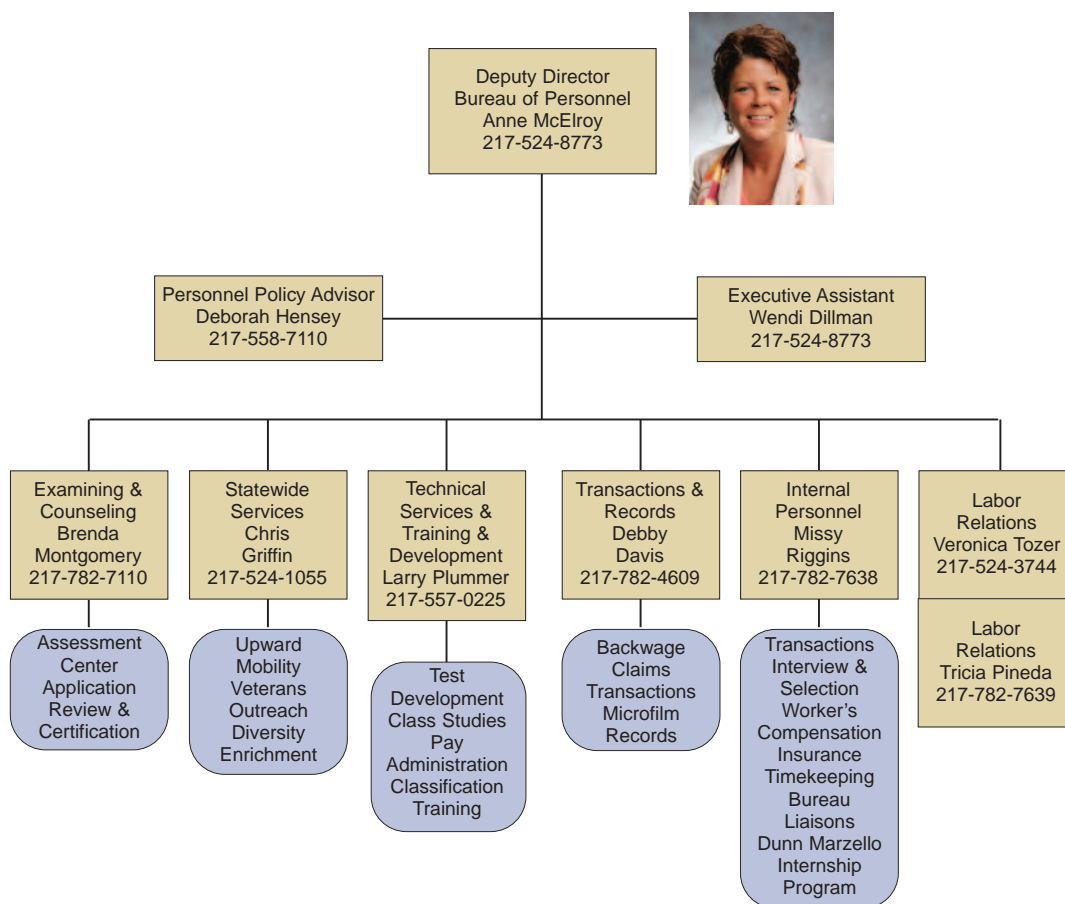 Deputy Director
Bureau of Personnel
Anne McElroy
217-524-8773
Personnel Policy Advisor
Deborah Hensey
217-558-7110
Executive Assistant
Wendi Dillman
217-524-8773
Examining &
Counseling
Brenda
Montgomery
217-782-7110
Statewide
Services
Chris
Griffin
217-524-1055
Technical
Services &
Training &
Development
Larry Plummer
217-557-0225
Transactions &
Records
Debby
Davis
217-782-4609
Internal
Personnel
Missy
Riggins
217-782-7638
Labor
Relations
Veronica Tozer
217-524-3744
Labor
Relations
Tricia Pineda
217-782-7639
Assessment
Center
Application
Review &
Certification
Upward
Mobility
Veterans
Outreach
Diversity
Enrichment
Test
Development
Class Studies
Pay
Administration
Classification
Training
Backwage
Claims
Transactions
Microfilm
Records
Transactions
Interview &
Selection
Worker's
Compensation
Insurance
Timekeeping
Bureau
Liaisons
Dunn Marzello
Internship
Program